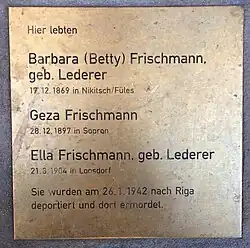 Hier lebten
Barbara (Betty) Frischmann,
geb. Lederer
17.12.1869 in Nikitsch/Füles
Geza Frischmann
28.12.1897 in Sopron
Ella Frischmann, geb. Lederer
21.3.1904 in Lonsdorf
Sie wurden am 26.1.1942 nach Riga
deportiert und dort ermordet.